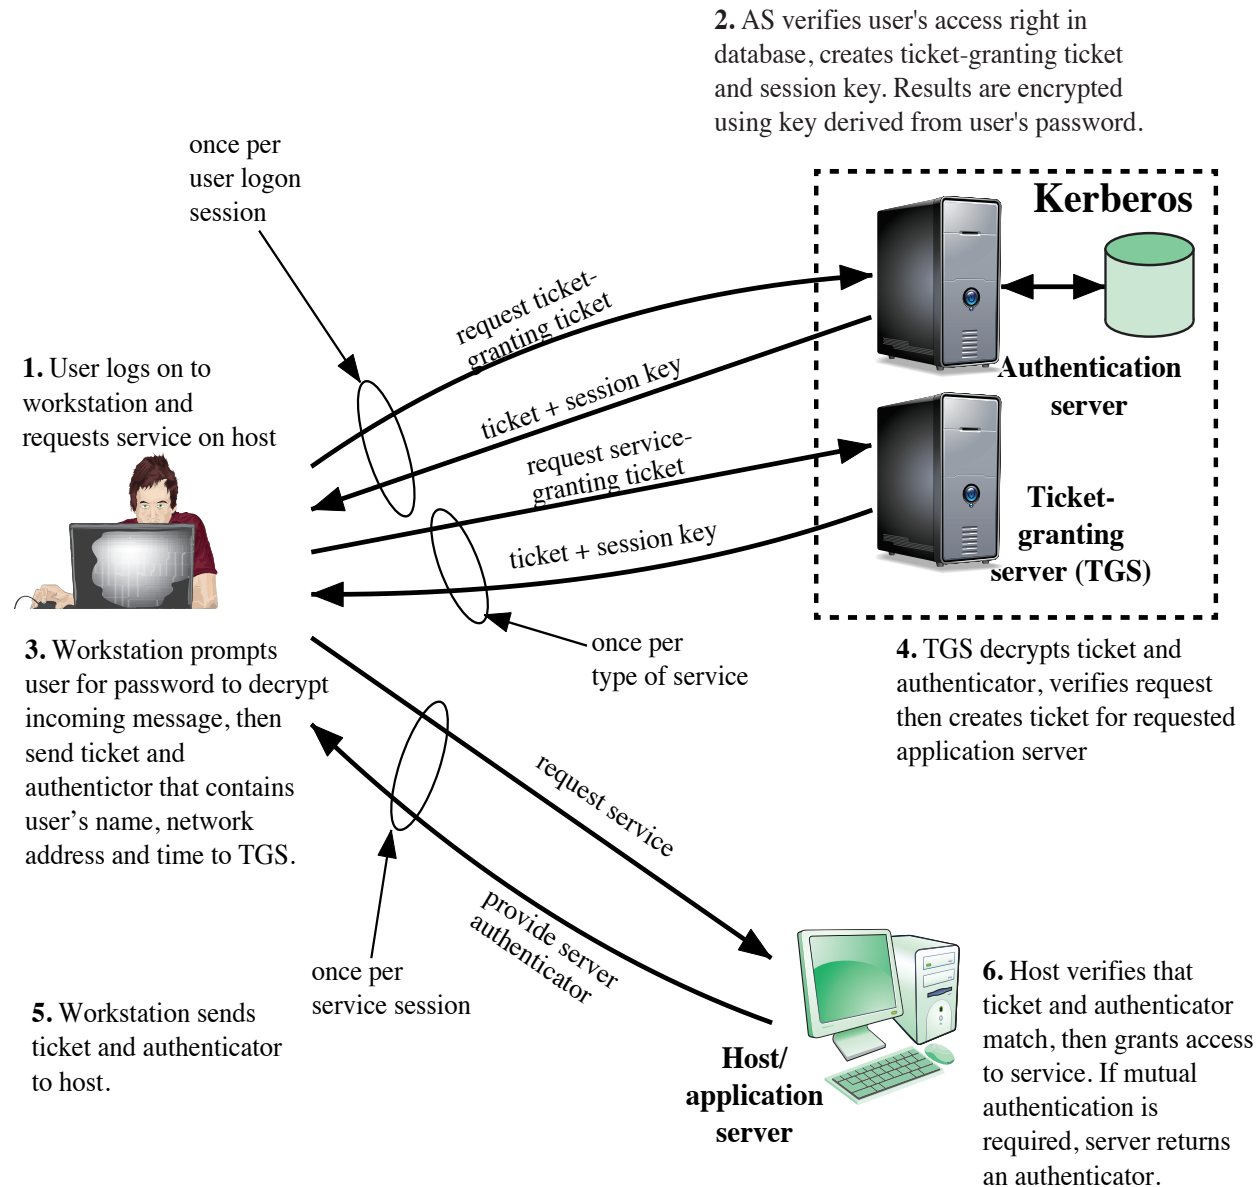 2. AS verifies user's access right in
database, creates ticket-granting ticket
and session key. Results are encrypted
using key derived from user's password.
once per
user logon
session
Kerberos
request ticket-
granting ticket
1. User logs on to
workstation and
requests service on host
ticket + session key
Authentication
server
request service-
granting ticket
Ticket-
granting
server (TGS)
ticket + session key
once per
type of service
3. Workstation prompts
user for password to decrypt
incoming message, then
send ticket and
authentictor that contains
user's name, network
address and time to TGS.
4. TGS decrypts ticket and
authenticator, verifies request
then creates ticket for requested
application server
request service
provide server
authenticator
once per
service session
5. Workstation sends
ticket and authenticator
to host.
Host/
application
server
6. Host verifies that
ticket and authenticator
match, then grants access
to service. If mutual
authentication is
required, server returns
an authenticator.